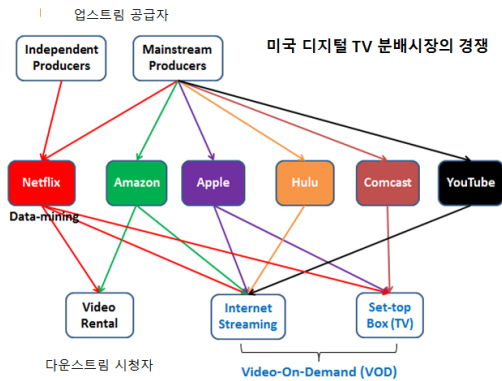 업스트림 공급자
미국 디지털 TV 분배시장의 경쟁
Independent
Producers
Mainstream
Producers
Netflix
Amazon
Apple
Hulu
Comcast
YouTube
Data-mining
Video
Rental
Internet
Streaming
Set-top
Box (TV)
다운스트림 시청자
Video-On-Demand (VOD)